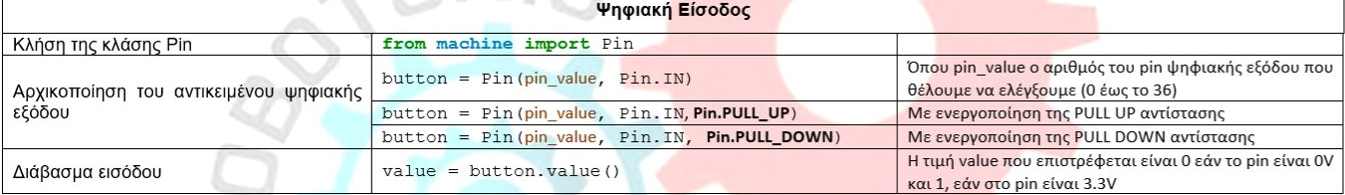 Ψηφιακή Είσοδος
Κλήση της κλάσης Pin
from machine import Pin
Αρχικοποίηση του αντικειμένου ψηφιακής
εξόδου
button = Pin(pin_value, Pin.IN)
Όπου pin_value ο αριθμός του pin ψηφιακής εξόδου που
θέλουμε να ελέγξουμε (0 έως το 36)
button = Pin(pin_value, Pin.IN, Pin.PULL_UP)
Με ενεργοποίηση της PULL UP αντίστασης
button = Pin(pin_value, Pin.IN, Pin.PULL_DOWN)
Με ενεργοποίηση της PULL DOWN αντίστασης
Διάβασμα εισόδου
value = button.value()
Η τιμή value που επιστρέφεται είναι 0 εάν το pin είναι 0V
και 1, εάν στο pin είναι 3.3V